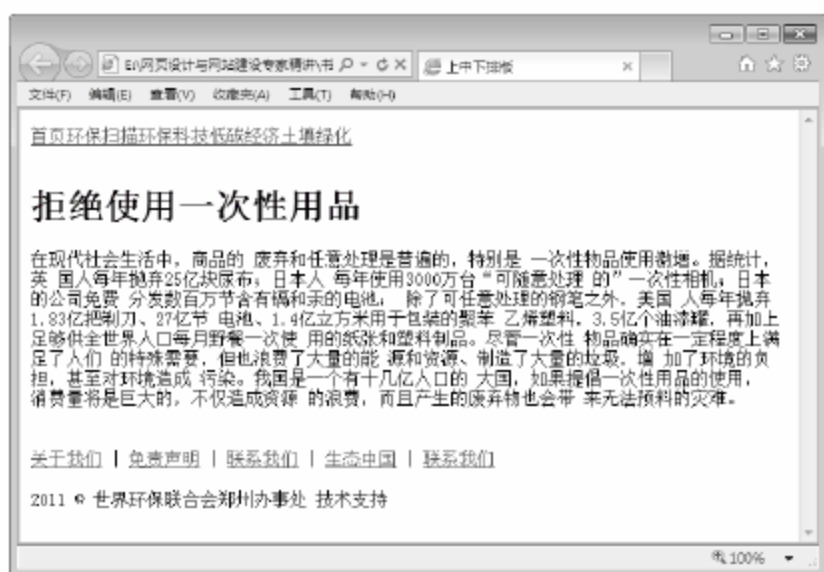 E:\网页设计与网站建设专家精讲\书
上中下排版
文件(F) 编辑(E) 查看(V) 收藏夹(A) 工具(T) 帮助(H)
首页环保扫描环保科技低碳经济土壤绿化
拒绝使用一次性用品
在现代社会生活中，商品的 废弃和任意处理是普遍的，特别是 一次性物品使用激增。据统计，
英 国人每年抛弃25亿块尿布；日本人 每年使用3000万台“可随意处理 的”一次性相机；日本
的公司免费 分发数百万节含有镉和汞的电池； 除了可任意处理的钢笔之外，美国 人每年抛弃
1.83亿把剃刀、27亿节 电池、1.4亿立方米用于包装的聚苯 乙烯塑料，3.5亿个油漆罐，再加上
足够供全世界人口每月野餐一次使 用的纸张和塑料制品。尽管一次性 物品确实在一定程度上满
足了人们 的特殊需要，但也浪费了大量的能 源和资源、制造了大量的垃圾，增 加了环境的负
担，甚至对环境造成 污染。我国是一个有十几亿人口的 大国，如果提倡一次性用品的使用，
消费量将是巨大的，不仅造成资源 的浪费，而且产生的废弃物也会带 来无法预料的灾难。
关于我们 | 免责声明 | 联系我们 | 生态中国 | 联系我们
2011 © 世界环保联合会郑州办事处 技术支持
100%